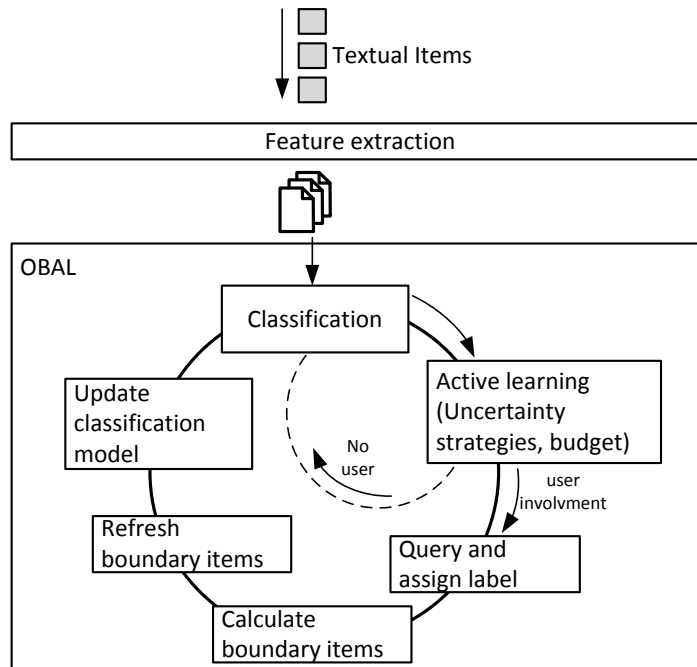 Textual Items
Feature extraction
OBAL
Classification
Active learning
(Uncertainty
strategies, budget)
Update
classification
model
No
user
user
involvment
Refresh
boundary items
Query and
assign label
Calculate
boundary items